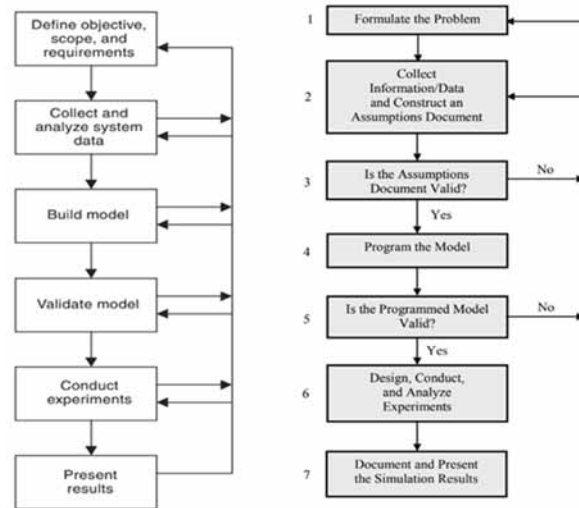 Define objective,
scope, and
requirements
Collect and
analyze system
data
Build model
Validate model
Conduct
experiments
Present
results
1
Formulate the Problem
2
Collect
Information/Data
and Construct an
Assumptions Document
3
Is the Assumptions
Document Valid?
No
Yes
4
Program the Model
5
Is the Programmed Model
Valid?
No
Yes
6
Design, Conduct,
and Analyze
Experiments
7
Document and Present
the Simulation Results